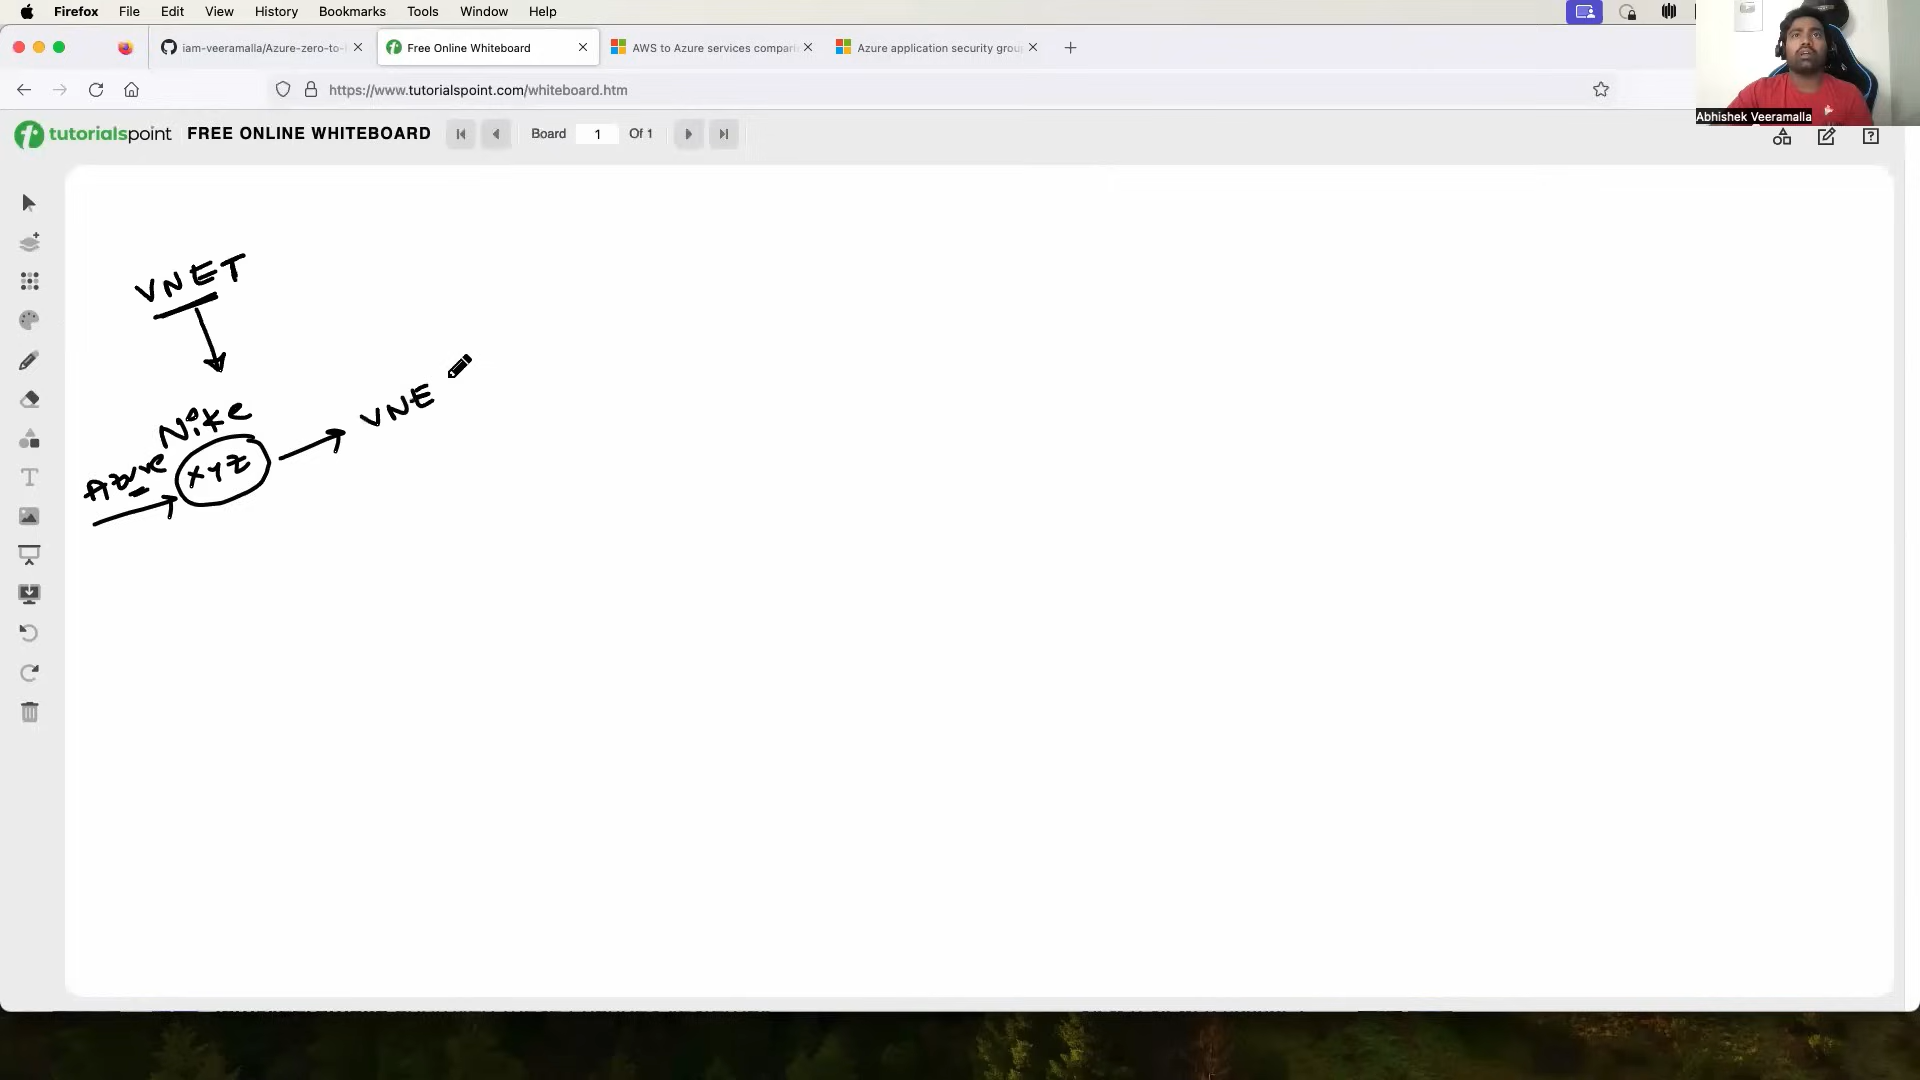 Firefox File Edit View History Bookmarks Tools Window Help
iam-veeramalla/Azure-zero-to- Free Online Whiteboard AWS to Azure services compari Azure application security grou
https://www.tutorialspoint.com/whiteboard.htm
Abhishek Veeramalla
tutorialspoint FREE ONLINE WHITEBOARD Board 1 Of 1
VNET
Nike
VNE
Azure
XYZ